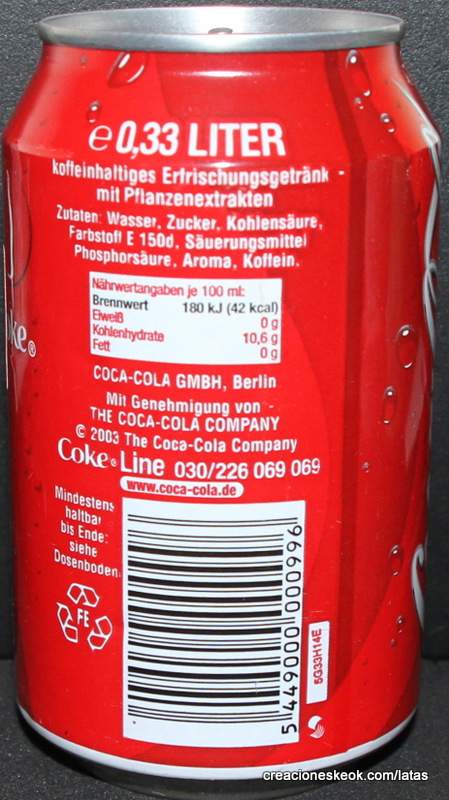 e 0,33 LITER
koffeinhaltiges Erfrischungsgetränk -
mit Pflanzenextrakten
Zutaten: Wasser, Zucker, Kohlensäure,
Farbstoff E 150d, Säuerungsmittel
Phosphorsäure, Aroma, Koffein.
Nährwertangaben je 100 ml:
Brennwert 180 kJ (42 kcal)
Eiweiß 0 g
Kohlenhydrate 10,6 g
Fett 0 g
ke®
COCA-COLA GMBH, Berlin
Mit Genehmigung von -
THE COCA-COLA COMPANY
© 2003 The Coca-Cola Company
Coke® Line 030/226 069 069
www.coca-cola.de
Mindestens
haltbar
bis Ende:
siehe
Dosenboden
FE
5 449000 000996
5G33H14E
creacioneskeok.com/latas